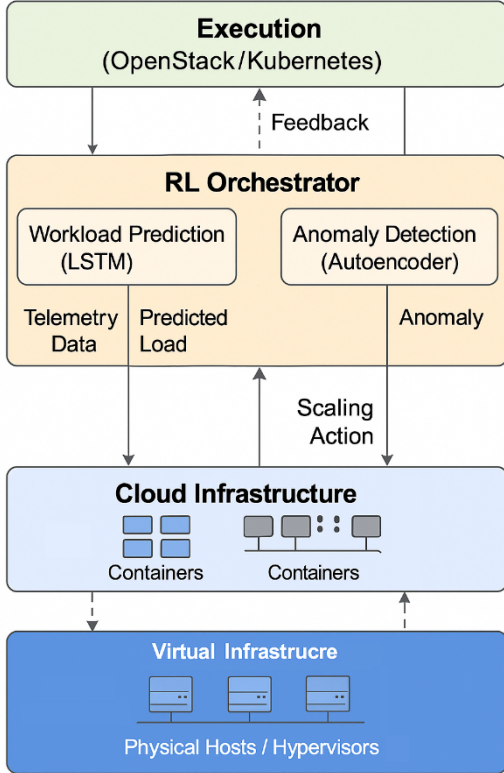 Execution
(OpenStack/Kubernetes)
Feedback
RL Orchestrator
Workload Prediction
(LSTM)
Anomaly Detection
(Autoencoder)
Telemetry
Data
Predicted
Load
Anomaly
Scaling
Action
Cloud Infrastructure
Containers
Containers
Virtual Infrastrucre
Physical Hosts / Hypervisors